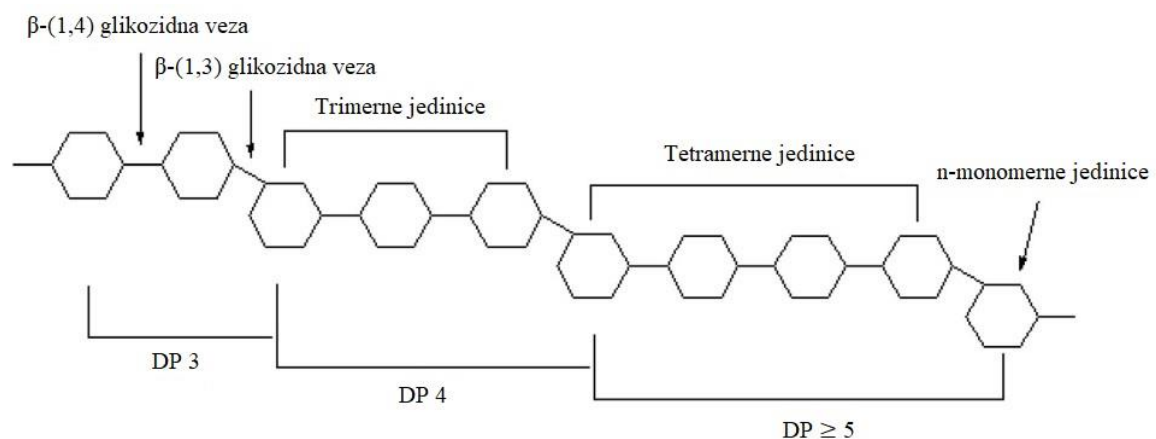 β-(1,4) glikozidna veza
β-(1,3) glikozidna veza
Trimerne jedinice
Tetramerne jedinice
n-monomerne jedinice
DP 3
DP 4
DP ≥ 5